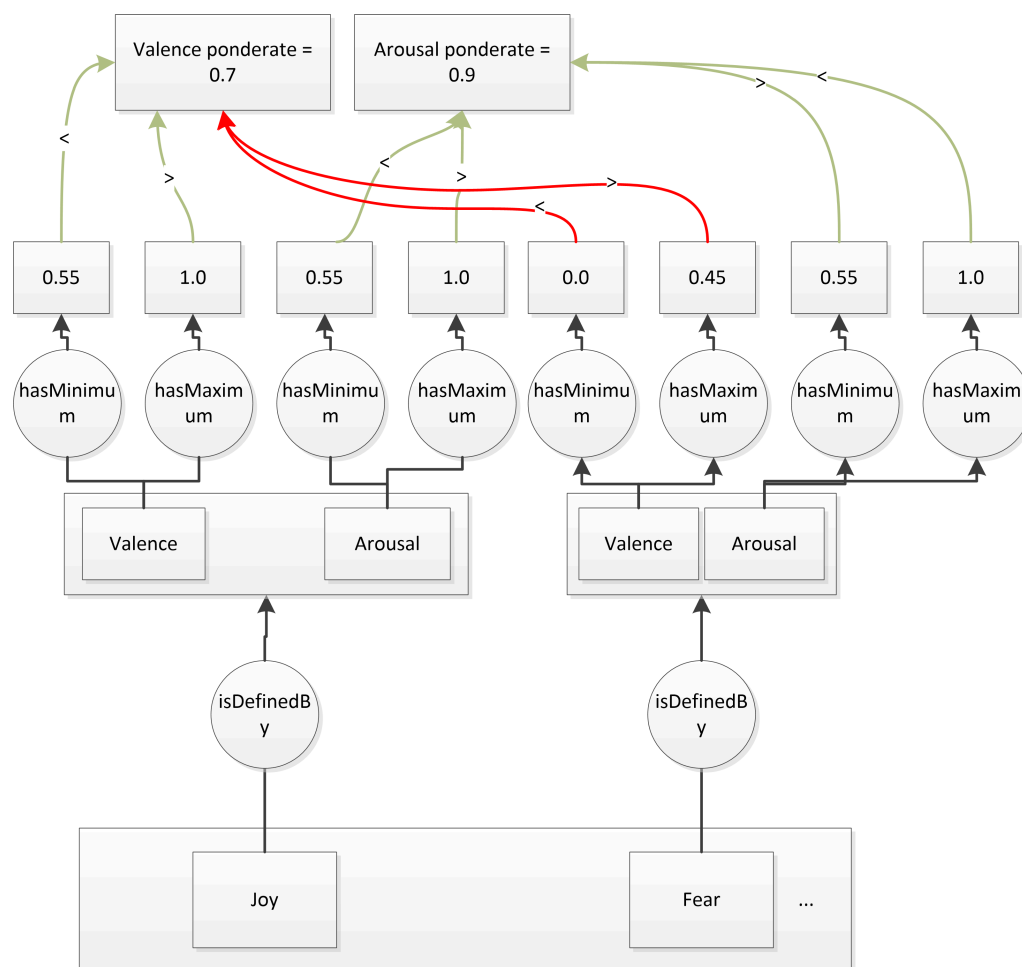 Valence ponderate =
0.7
Arousal ponderate =
0.9
<
>
<
>
<
>
>
<
0.55
1.0
0.55
1.0
0.0
0.45
0.55
1.0
hasMinimu
m
hasMaxim
um
hasMinimu
m
hasMaxim
um
hasMinimu
m
hasMaxim
um
hasMinimu
m
hasMaxim
um
Valence
Arousal
Valence
Arousal
isDefinedB
y
isDefinedB
y
Joy
Fear
...